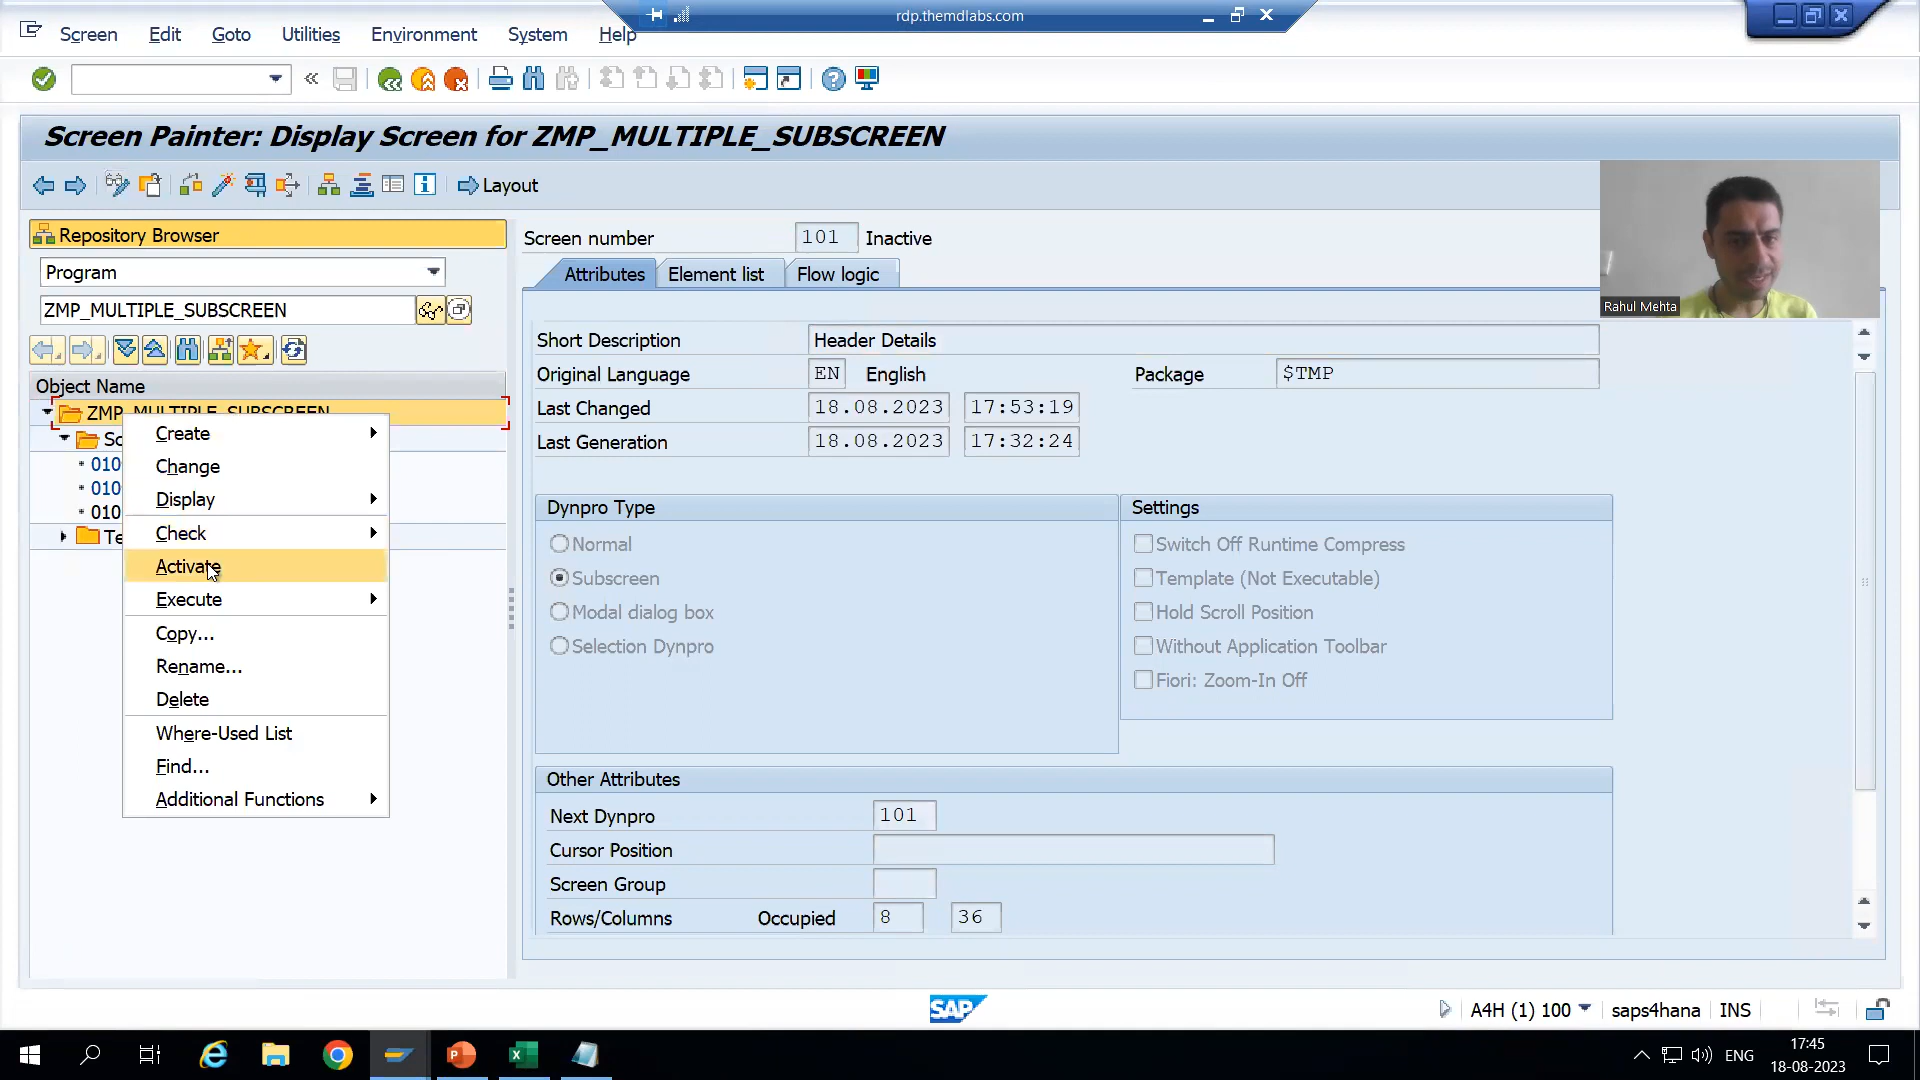 rdp.themdlabs.com
Screen Edit Goto Utilities Environment System Help
Screen Painter: Display Screen for ZMP_MULTIPLE_SUBSCREEN
Layout
Repository Browser
Program
ZMP_MULTIPLE_SUBSCREEN
Object Name
ZMP_MULTIPLE_SUBSCREEN
Sc
010
010
010
Te
Create
Change
Display
Check
Activate
Execute
Copy...
Rename...
Delete
Where-Used List
Find...
Additional Functions
Screen number 101 Inactive
Attributes Element list Flow logic
Short Description Header Details
Original Language EN English Package $TMP
Last Changed 18.08.2023 17:53:19
Last Generation 18.08.2023 17:32:24
Dynpro Type
Normal
Subscreen
Modal dialog box
Selection Dynpro
Settings
Switch Off Runtime Compress
Template (Not Executable)
Hold Scroll Position
Without Application Toolbar
Fiori: Zoom-In Off
Other Attributes
Next Dynpro 101
Cursor Position
Screen Group
Rows/Columns Occupied 8 36
Rahul Mehta
SAP
A4H (1) 100 saps4hana INS
ENG
17:45
18-08-2023